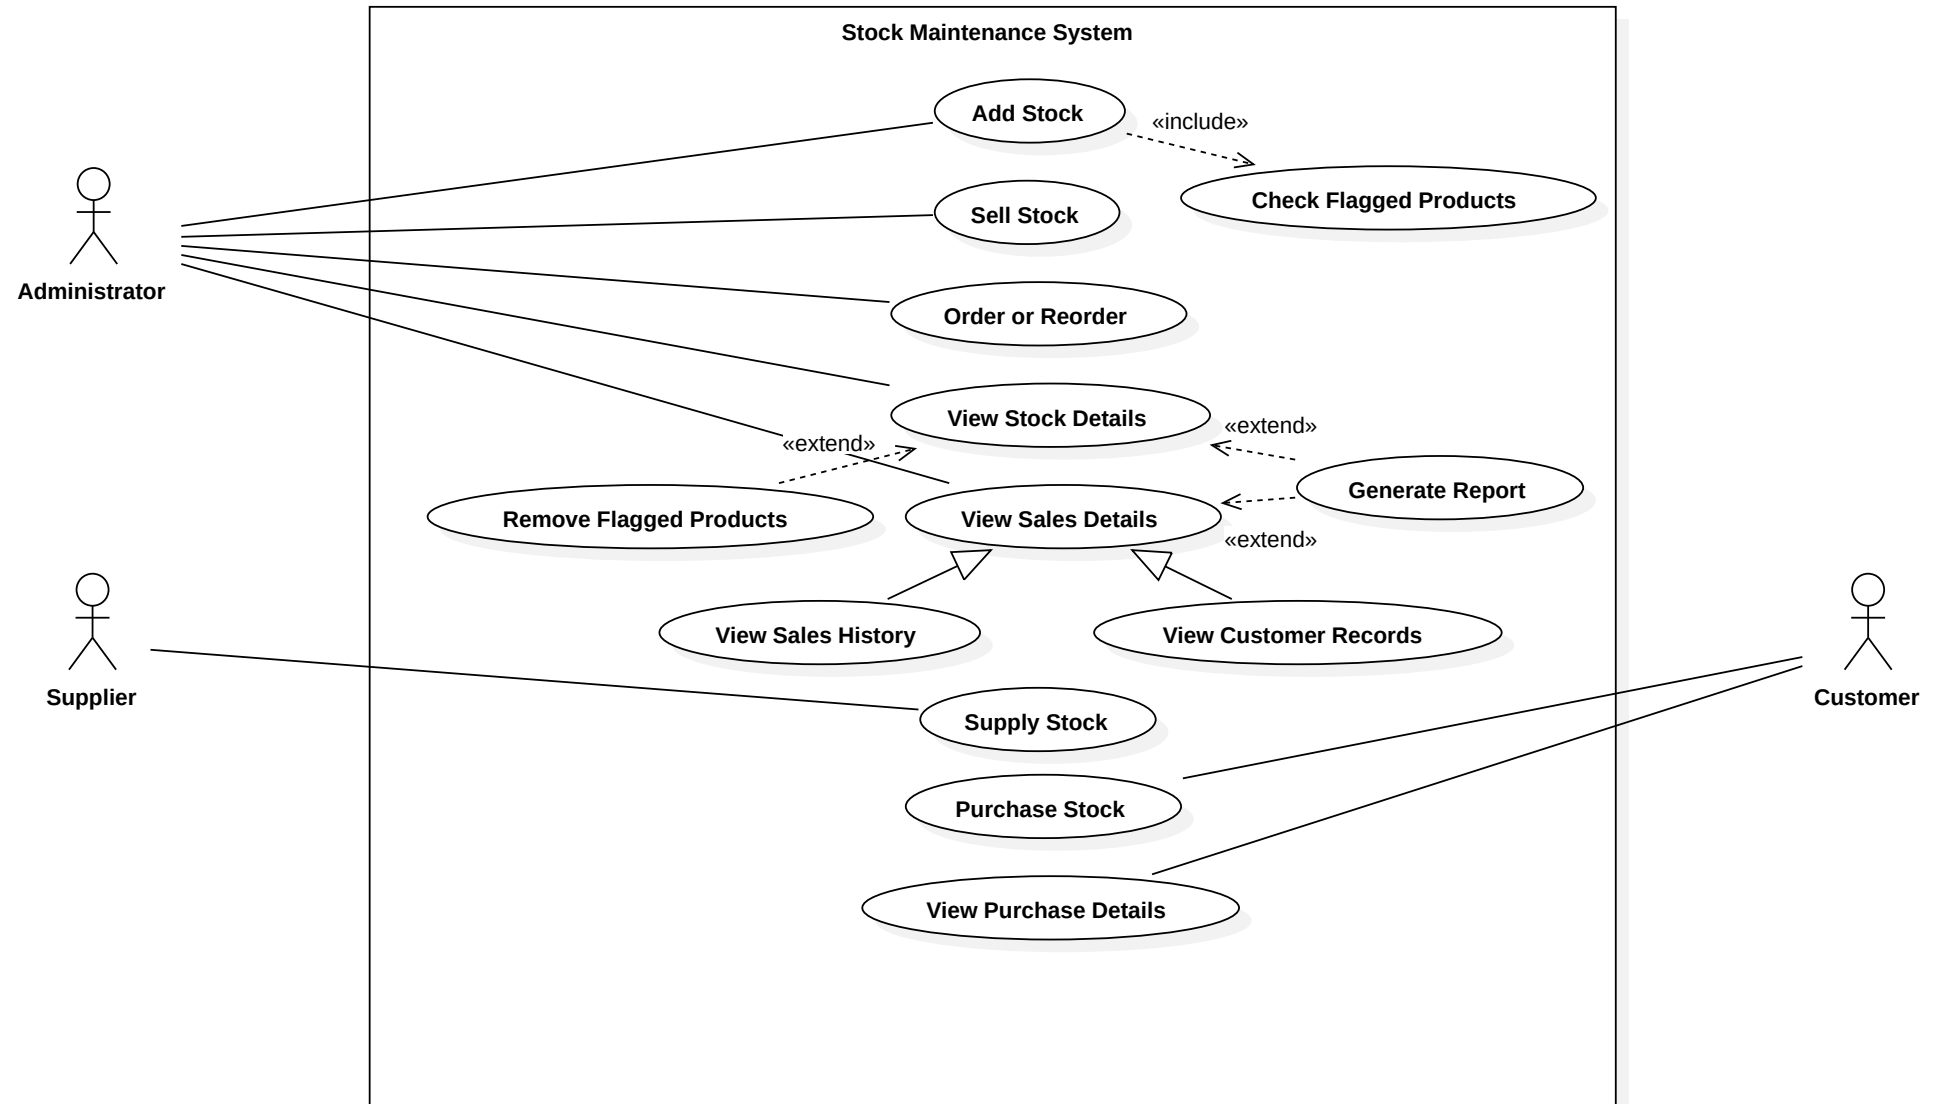 Stock Maintenance System
Add Stock
«include»
Check Flagged Products
Sell Stock
Administrator
Order or Reorder
View Stock Details
«extend»
«extend»
Generate Report
Remove Flagged Products
View Sales Details
«extend»
View Sales History
View Customer Records
Supplier
Customer
Supply Stock
Purchase Stock
View Purchase Details